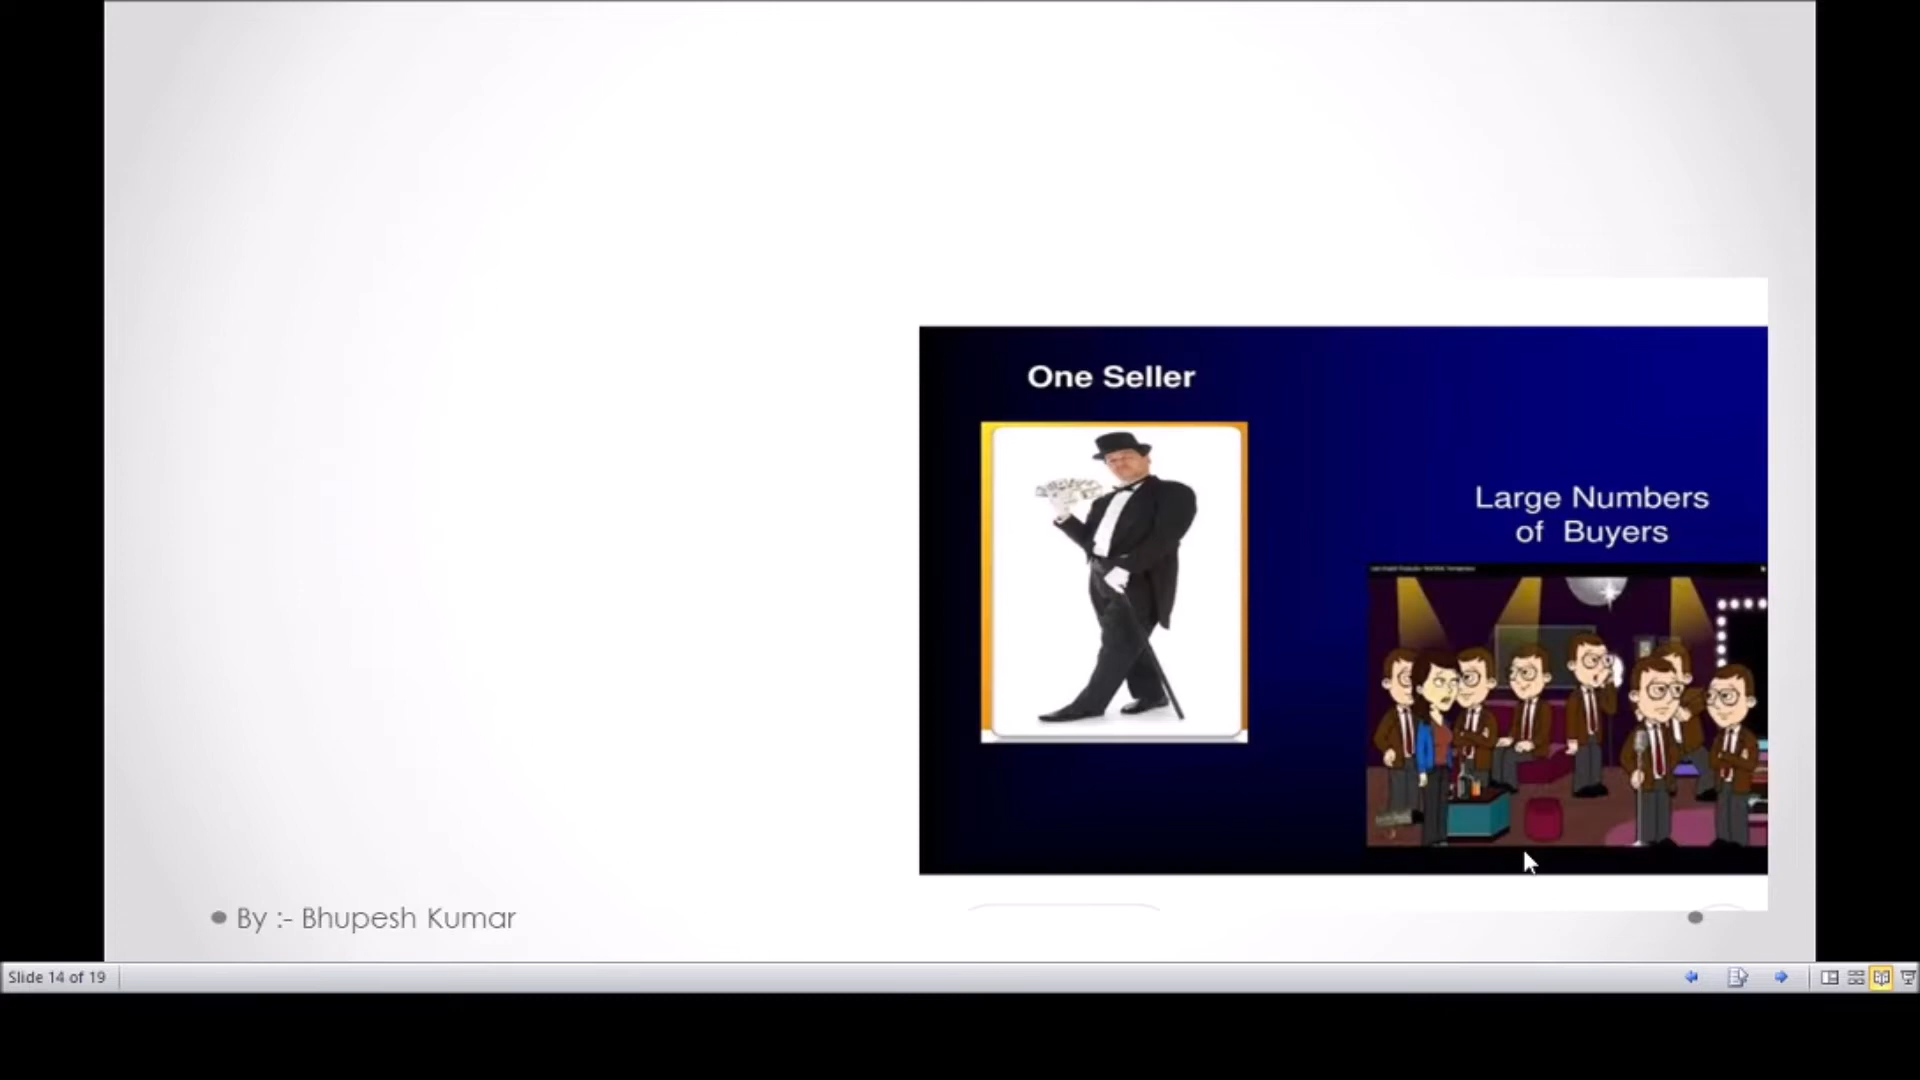 One Seller
Large Numbers
of Buyers
By :- Bhupesh Kumar
Slide 14 of 19